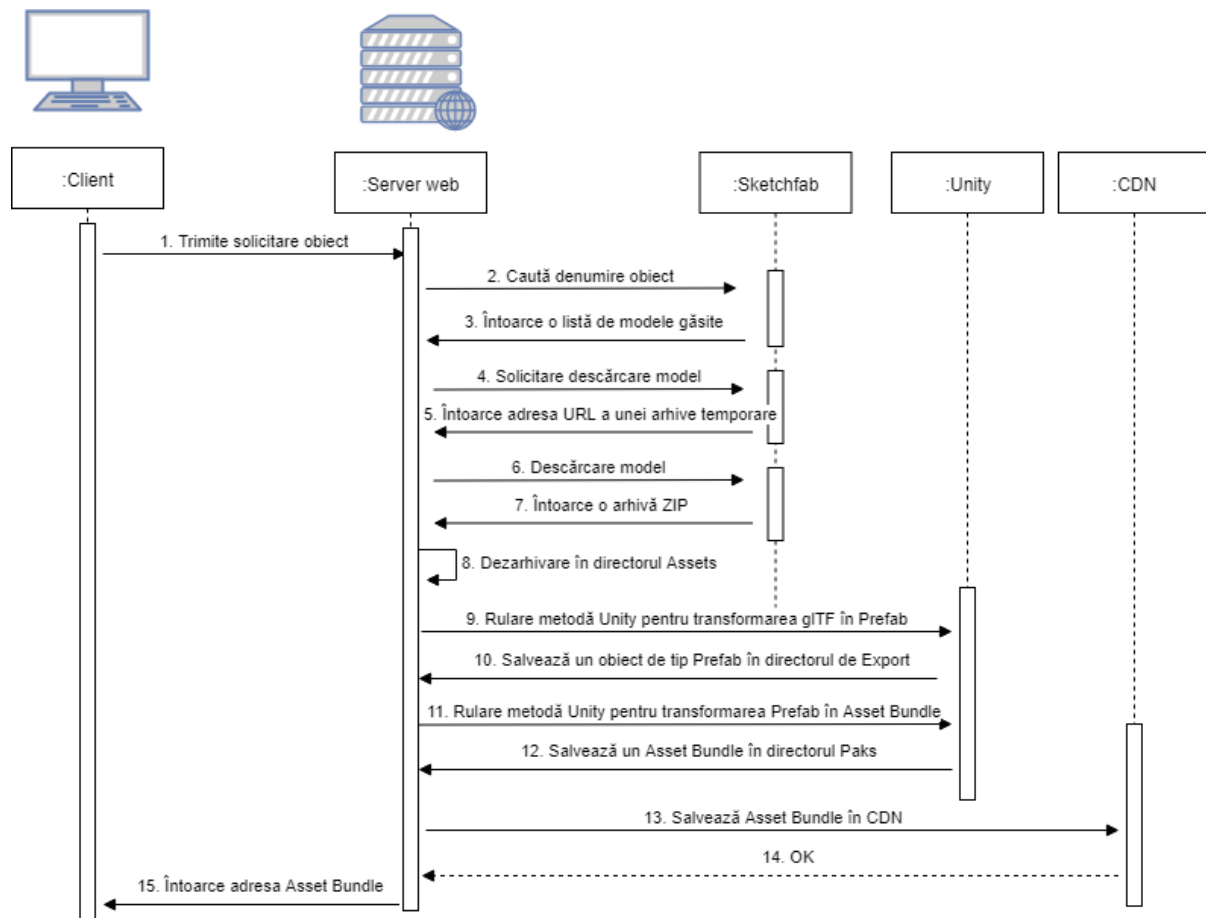 :Client
:Server web
:Sketchfab
:Unity
:CDN
1. Trimite solicitare obiect
2. Caută denumire obiect
3. Întoarce o listă de modele găsite
4. Solicitare descărcare model
5. Întoarce adresa URL a unei arhive temporare
6. Descărcare model
7. Întoarce o arhivă ZIP
8. Dezarhivare în directorul Assets
9. Rulare metodă Unity pentru transformarea glTF în Prefab
10. Salvează un obiect de tip Prefab în directorul de Export
11. Rulare metodă Unity pentru transformarea Prefab în Asset Bundle
12. Salvează un Asset Bundle în directorul Paks
13. Salvează Asset Bundle în CDN
14. OK
15. Întoarce adresa Asset Bundle